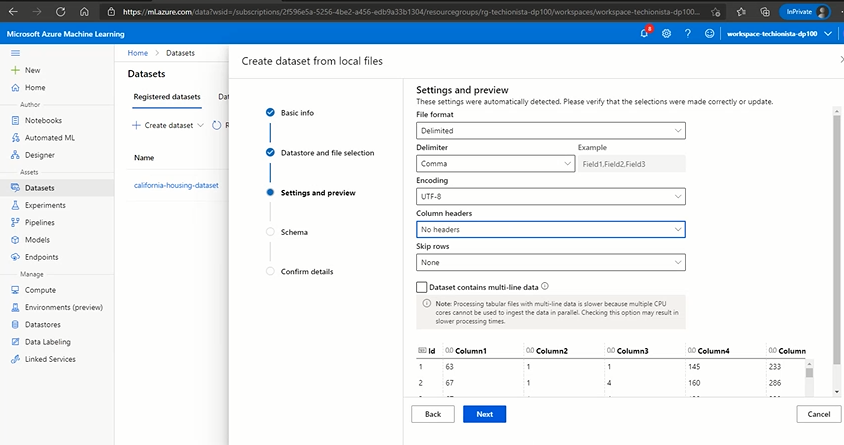 https://ml.azure.com/data?wsid=/subscriptions/2f596e5a-5256-4be2-a456-edb9a33b1304/resourcegroups/rg-techionista-dp100/workspaces/workspace-techionista-dp100...
InPrivate
Microsoft Azure Machine Learning
8
workspace-techionista-dp100
New
Home
Author
Notebooks
Automated ML
Designer
Assets
Datasets
Experiments
Pipelines
Models
Endpoints
Manage
Compute
Environments (preview)
Datastores
Data Labeling
Linked Services
Home > Datasets
Datasets
Registered datasets Dat
Create dataset R
Name
california-housing-dataset
Create dataset from local files
Basic info
Datastore and file selection
Settings and preview
Schema
Confirm details
Settings and preview
These settings were automatically detected. Please verify that the selections were made correctly or update.
File format
Delimited
Delimiter Example
Comma Field1,Field2,Field3
Encoding
UTF-8
Column headers
No headers
Skip rows
None
Dataset contains multi-line data
Note: Processing tabular files with multi-line data is slower because multiple CPU
cores cannot be used to ingest the data in parallel. Checking this option may result in
slower processing times.
Id Column1 Column2 Column3 Column4 Column
1 63 1 1 145 233
2 67 1 4 160 286
Back Next Cancel